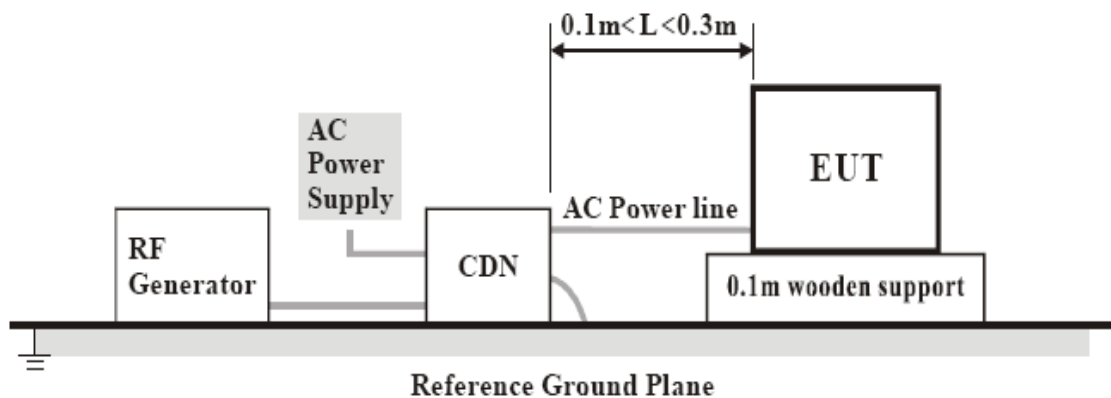 0.1m<L<0.3m
AC
Power
Supply
EUT
AC Power line
RF
Generator
CDN
0.1m wooden support
Reference Ground Plane